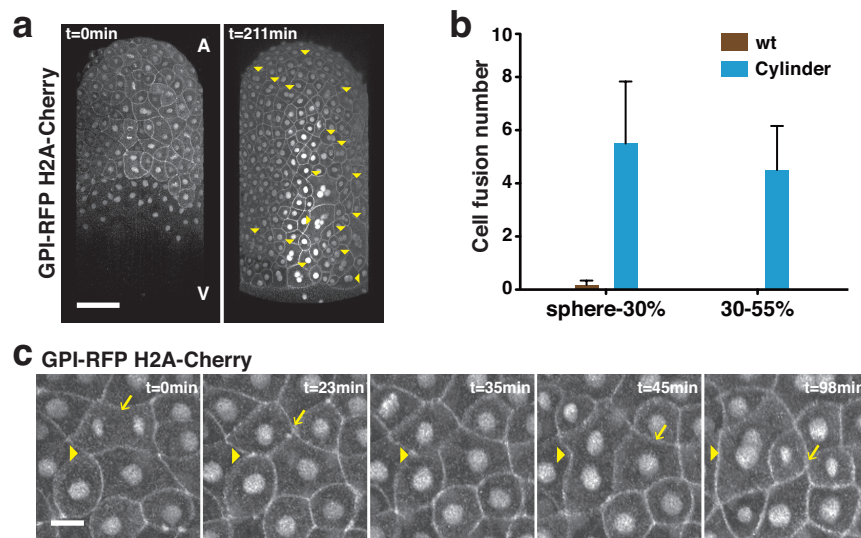 a
GPI-RFP H2A-Cherry
t=0min
A
V
t=211min
b
Cell fusion number
10
8
6
4
2
0
wt
Cylinder
sphere-30%
30-55%
c GPI-RFP H2A-Cherry
t=0min
t=23min
t=35min
t=45min
t=98min